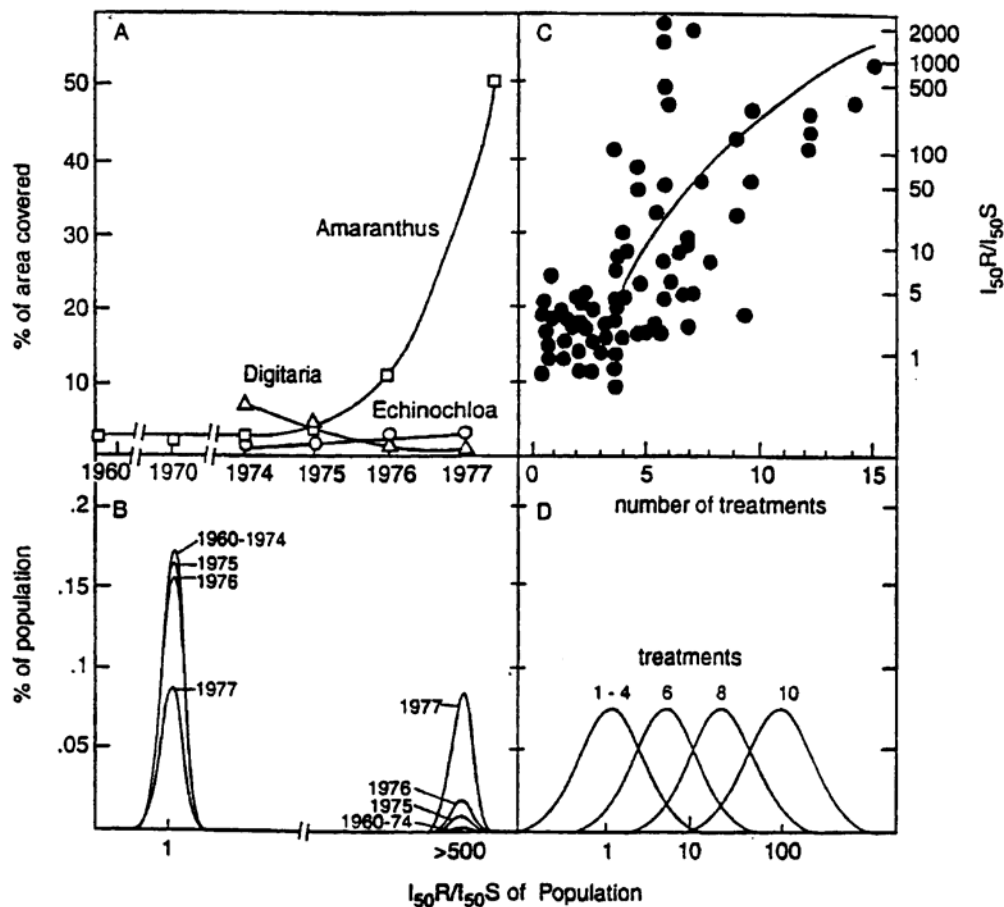 A
% of area covered
50
40
30
20
10
Amaranthus
Digitaria
Echinochloa
1960
1970
1974
1975
1976
1977
C
2000
1000
500
100
50
10
5
1
I₅₀R/I₅₀S
0
5
10
15
number of treatments
B
% of population
.2
.15
.1
.05
1960-1974
1975
1976
1977
1977
1976
1975
1960-74
1
>500
D
treatments
1 - 4 6 8 10
1 10 100
I₅₀R/I₅₀S of Population